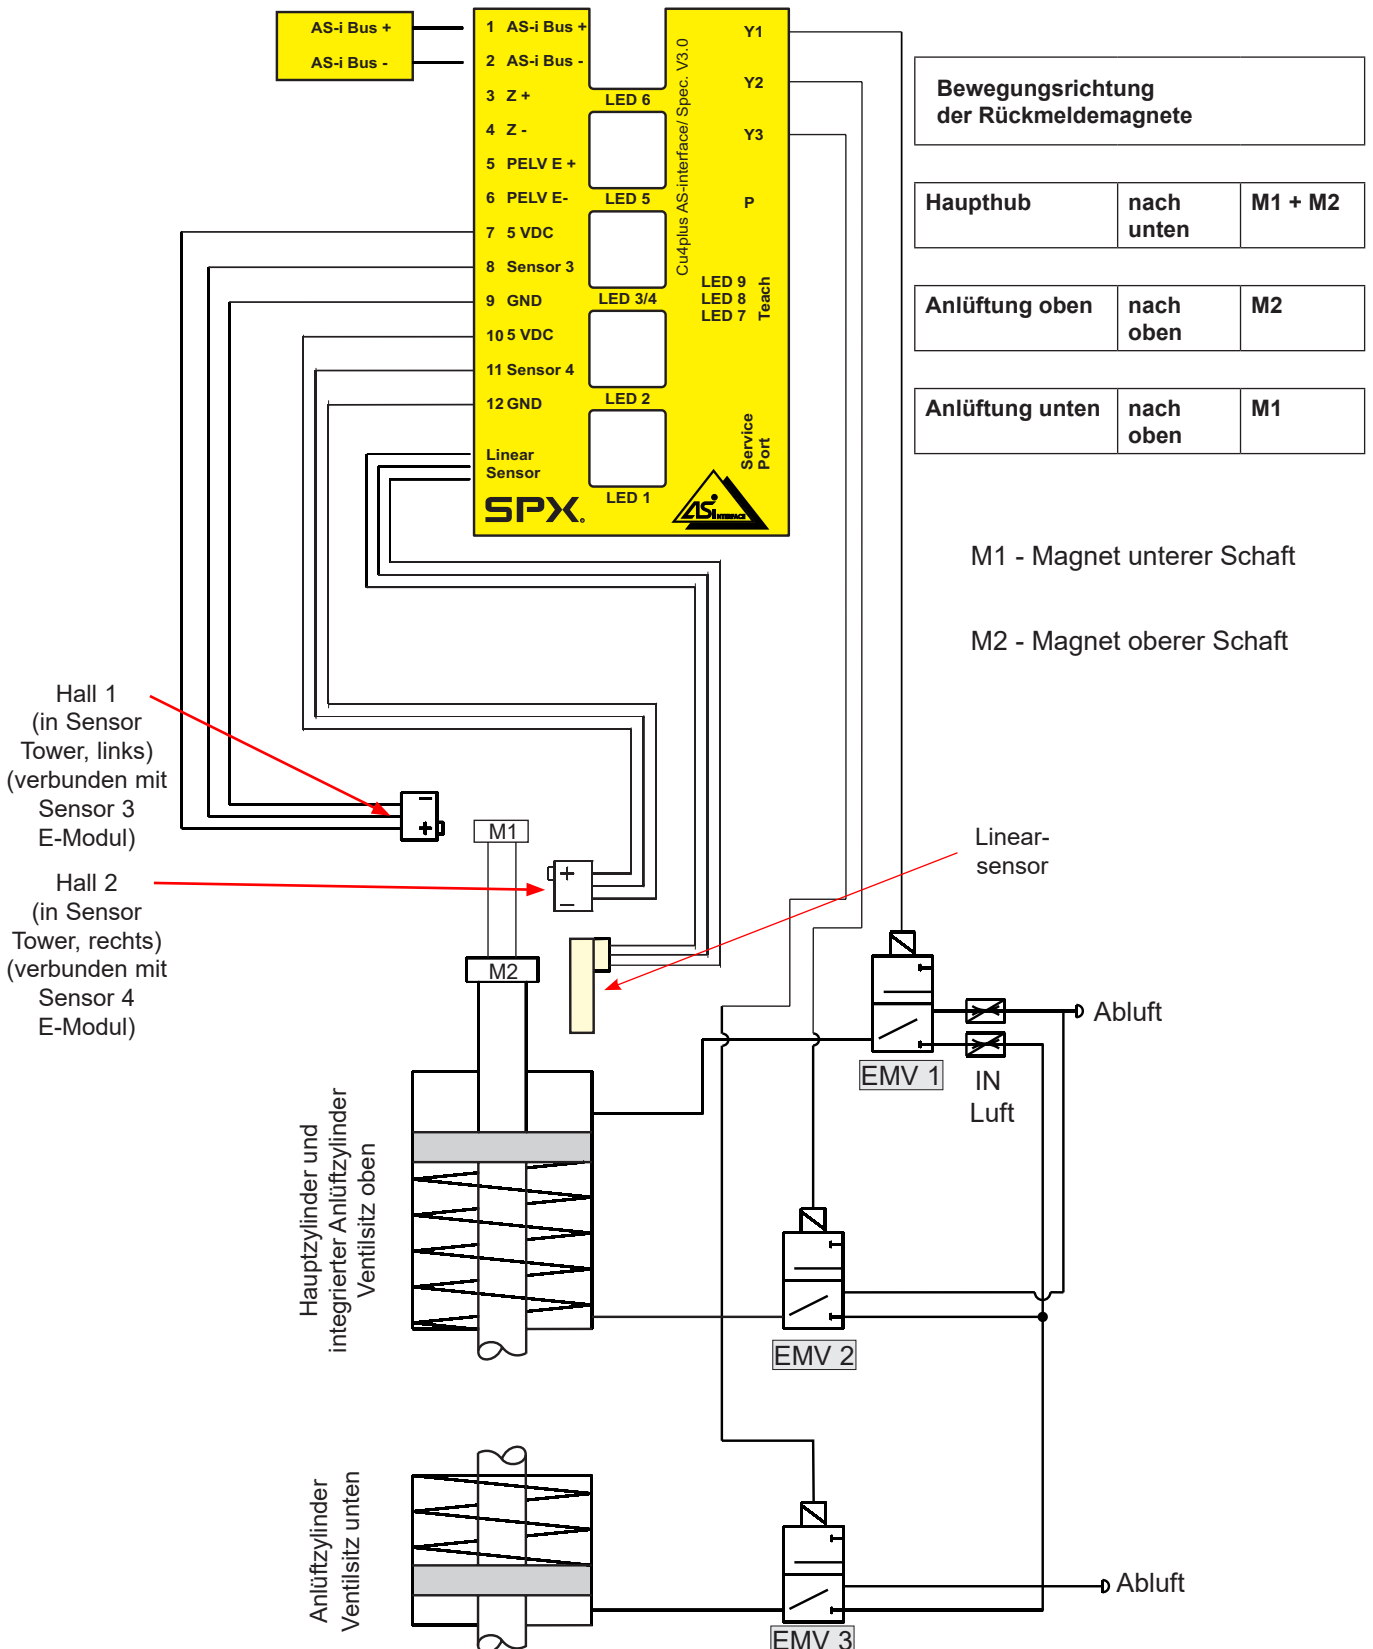 AS-i Bus +
AS-i Bus -
1 AS-i Bus +
2 AS-i Bus -
3 Z +
4 Z -
5 PELV E +
6 PELV E-
7 5 VDC
8 Sensor 3
9 GND
10 5 VDC
11 Sensor 4
12 GND
Linear
Sensor
LED 6
LED 5
LED 3/4
LED 2
LED 1
Cu4plus AS-interface/ Spec. V3.0
Y1
Y2
Y3
P
LED 9
LED 8
LED 7
Teach
Service
Port
SPX
ASi INTERFACE
Bewegungsrichtung
der Rückmeldemagnete
Haupthub nach unten M1 + M2
Anlüftung oben nach oben M2
Anlüftung unten nach oben M1
M1 - Magnet unterer Schaft
M2 - Magnet oberer Schaft
Hall 1
(in Sensor
Tower, links)
(verbunden mit
Sensor 3
E-Modul)
Hall 2
(in Sensor
Tower, rechts)
(verbunden mit
Sensor 4
E-Modul)
M1
M2
Linear-
sensor
Abluft
EMV 1
IN
Luft
Hauptzylinder und
integrierter Anlüftzylinder
Ventilsitz oben
EMV 2
Anlüftzylinder
Ventilsitz unten
Abluft
EMV 3